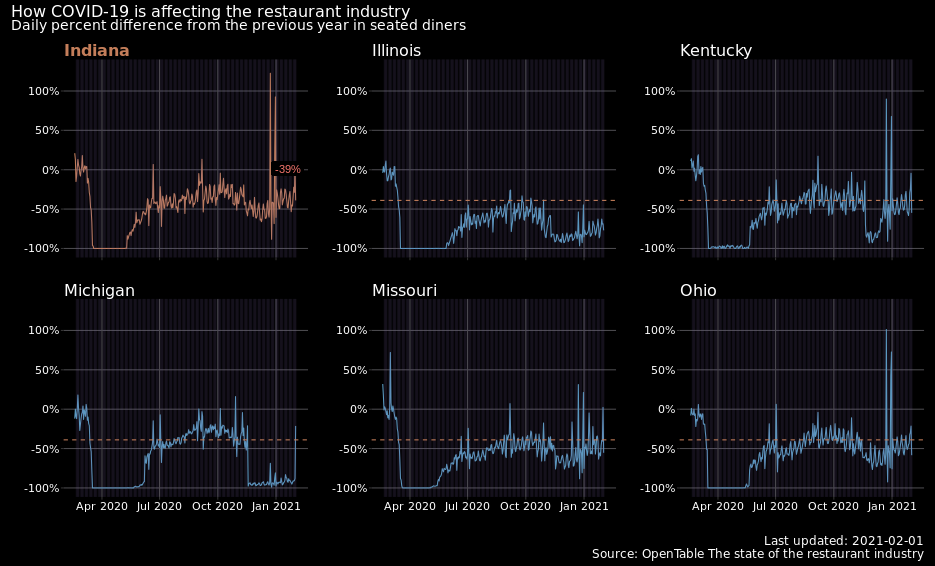 How COVID-19 is affecting the restaurant industry
Daily percent difference from the previous year in seated diners
Indiana
Illinois
Kentucky
100%
50%
0%
-50%
-100%
-39%
100%
50%
0%
-50%
-100%
100%
50%
0%
-50%
-100%
Michigan
Missouri
Ohio
100%
50%
0%
-50%
-100%
100%
50%
0%
-50%
-100%
100%
50%
0%
-50%
-100%
Apr 2020 Jul 2020 Oct 2020 Jan 2021
Apr 2020 Jul 2020 Oct 2020 Jan 2021
Apr 2020 Jul 2020 Oct 2020 Jan 2021
Last updated: 2021-02-01
Source: OpenTable The state of the restaurant industry